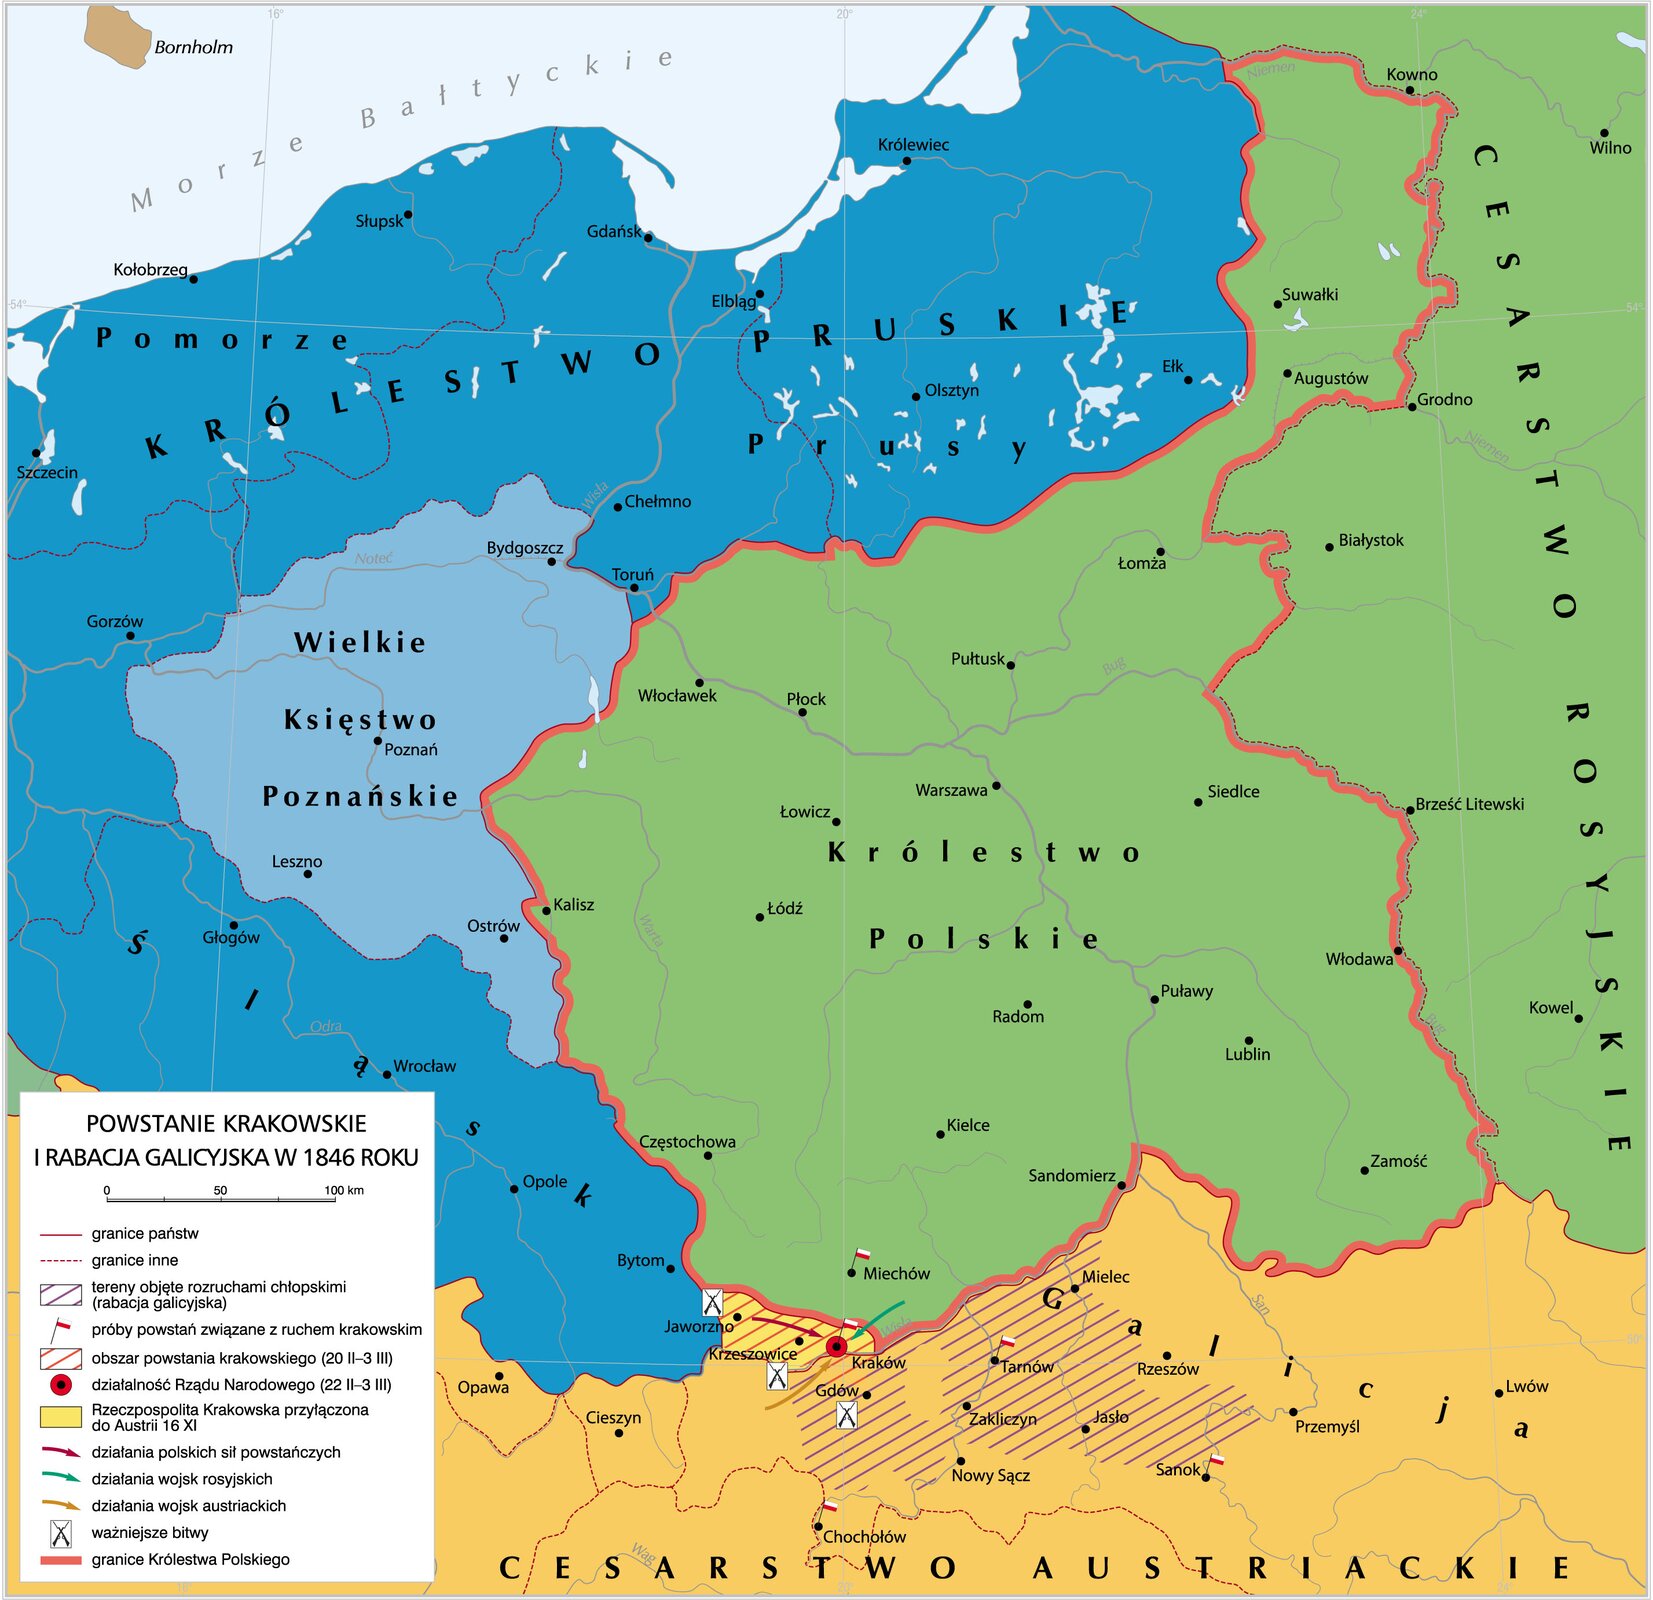 16°
20°
24°
Bornholm
Morze Bałtyckie
Niemen
Kowno
Wilno
Królewiec
Słupsk
Gdańsk
Kołobrzeg
54°
Elbląg
Suwałki
54°
Pomorze
KRÓLESTWO PRUSKIE
CESARSTWO ROSYJSKIE
Ełk
Augustów
Olsztyn
Grodno
Prusy
Niemen
Szczecin
Wisła
Chełmno
Bydgoszcz
Noteć
Białystok
Łomża
Toruń
Gorzów
Wielkie
Księstwo
Poznańskie
Pułtusk
Bug
Włocławek
Płock
Poznań
Warszawa
Siedlce
Brześć Litewski
Łowicz
Królestwo
Polskie
Leszno
Kalisz
Łódź
Warta
Głogów
Ostrów
Śląsk
Włodawa
Puławy
Radom
Kowel
Bug
Odra
Lublin
Wrocław
Kielce
Częstochowa
Zamość
Sandomierz
Opole
Bytom
Miechów
Mielec
Galicja
San
Jaworzno
Wisła
50°
Krzeszowice
Kraków
Tarnów
Rzeszów
Opawa
Gdów
Lwów
Cieszyn
Zakliczyn
Jasło
Przemyśl
Nowy Sącz
Sanok
Chochołów
Wag
CESARSTWO AUSTRIACKIE
16°
20°
24°
POWSTANIE KRAKOWSKIE
I RABACJA GALICYJSKA W 1846 ROKU
0 50 100 km
granice państw
granice inne
tereny objęte rozruchami chłopskimi
(rabacja galicyjska)
próby powstań związane z ruchem krakowskim
obszar powstania krakowskiego (20 II–3 III)
działalność Rządu Narodowego (22 II–3 III)
Rzeczpospolita Krakowska przyłączona
do Austrii 16 XI
działania polskich sił powstańczych
działania wojsk rosyjskich
działania wojsk austriackich
ważniejsze bitwy
granice Królestwa Polskiego